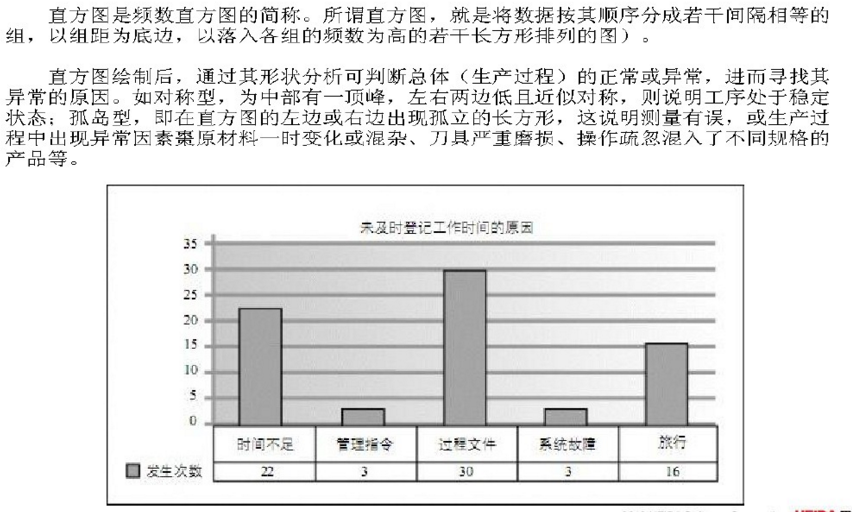 直方图是频数直方图的简称。所谓直方图，就是将数据按其顺序分成若干间隔相等的
组，以组距为底边，以落入各组的频数为高的若干长方形排列的图）。
直方图绘制后，通过其形状分析可判断总体（生产过程）的正常或异常，进而寻找其
异常的原因。如对称型，为中部有一顶峰，左右两边低且近似对称，则说明工序处于稳定
状态；孤岛型，即在直方图的左边或右边出现孤立的长方形，这说明测量有误，或生产过
程中出现异常因素橐原材料一时变化或混杂、刀具严重磨损、操作疏忽混入了不同规格的
产品等。
未及时登记工作时间的原因
35
30
25
20
15
10
5
0
时间不足 管理指令 过程文件 系统故障 旅行
发生次数 22 3 30 3 16